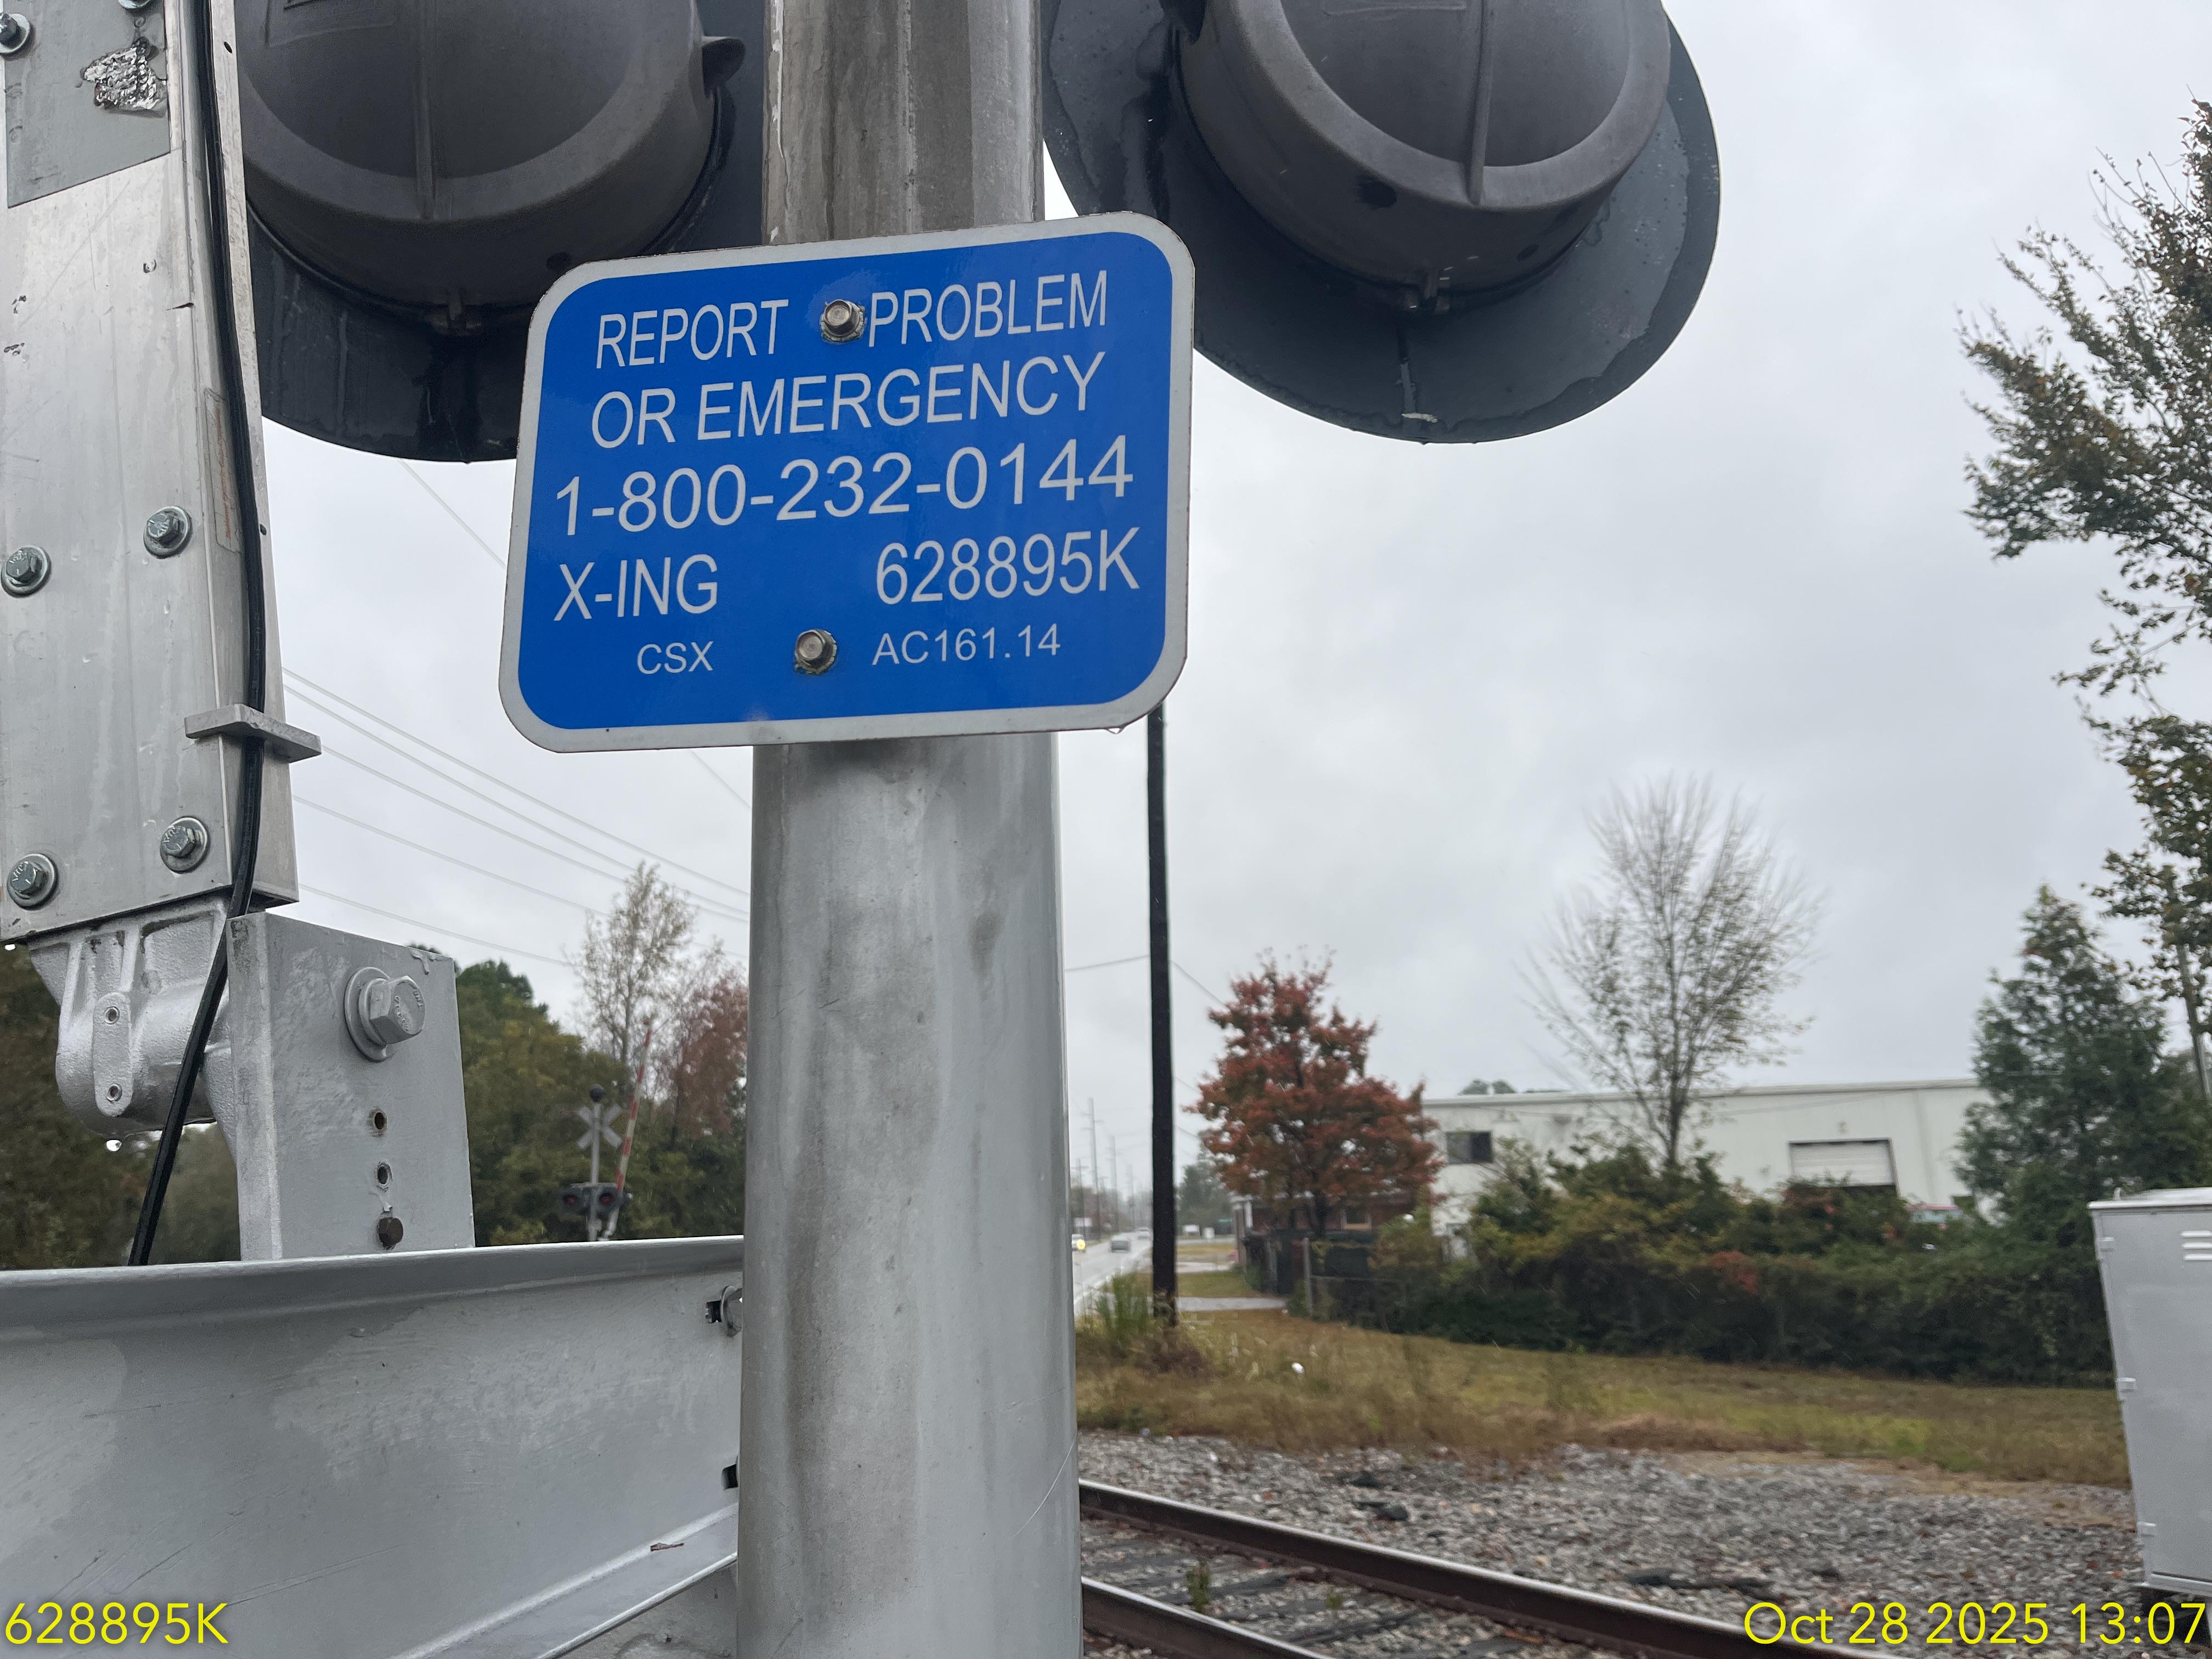 REPORT PROBLEM
OR EMERGENCY
1-800-232-0144
X-ING 628895K
CSX AC161.14
628895K
Oct 28 2025 13:07